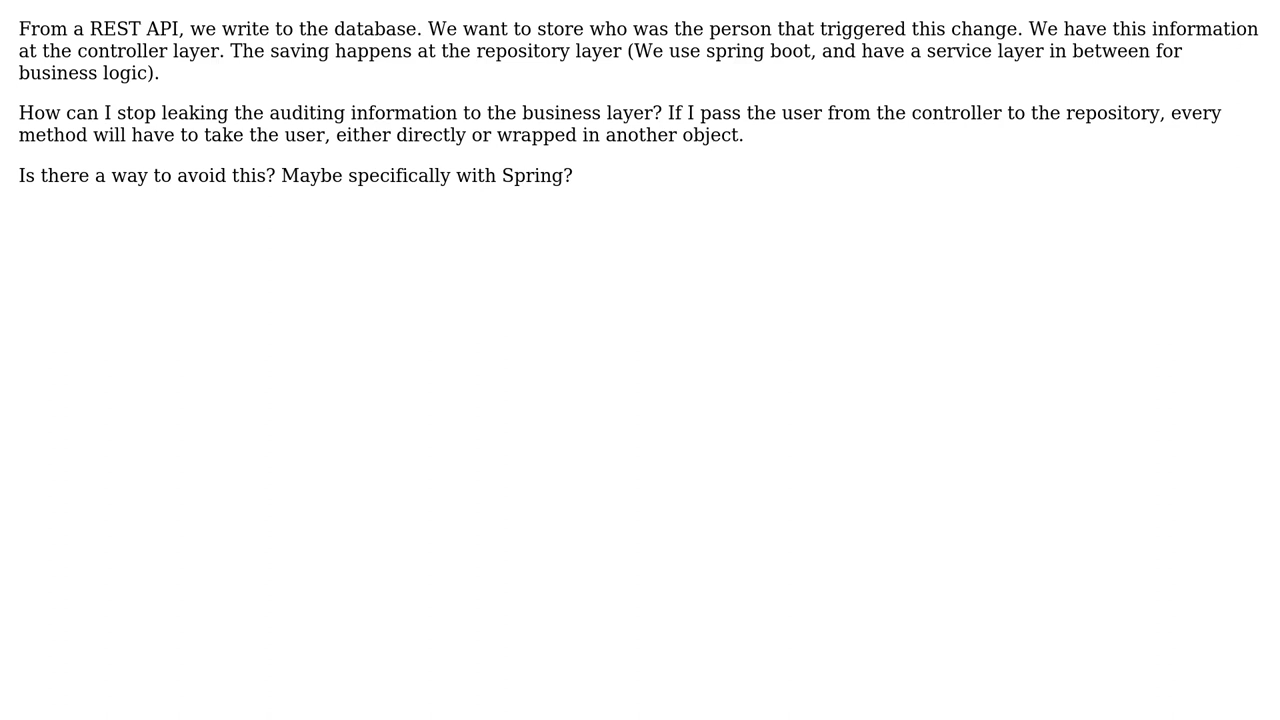 From a REST API, we write to the database. We want to store who was the person that triggered this change. We have this information
at the controller layer. The saving happens at the repository layer (We use spring boot, and have a service layer in between for
business logic).
How can I stop leaking the auditing information to the business layer? If I pass the user from the controller to the repository, every
method will have to take the user, either directly or wrapped in another object.
Is there a way to avoid this? Maybe specifically with Spring?